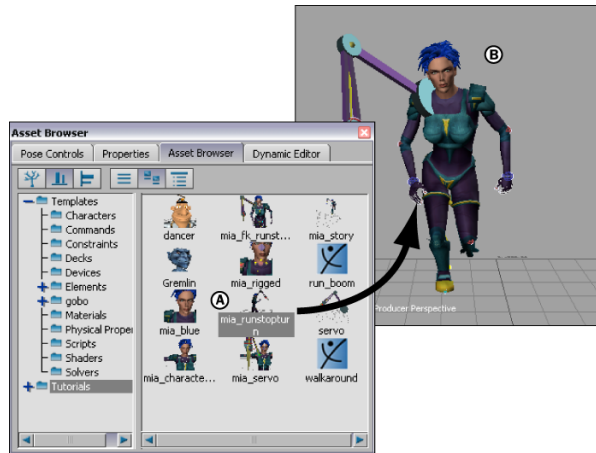 B
Asset Browser
Pose Controls
Properties
Asset Browser
Dynamic Editor
Templates
Characters
Commands
Constraints
Decks
Devices
Elements
gobo
Materials
Physical Proper
Scripts
Shaders
Solvers
Tutorials
dancer
mia_fk_runst...
mia_story
Gremlin
mia_rigged
run_boom
A
mia_blue
mia_runstoptur
n
servo
mia_characte...
mia_servo
walkaround
Producer Perspective